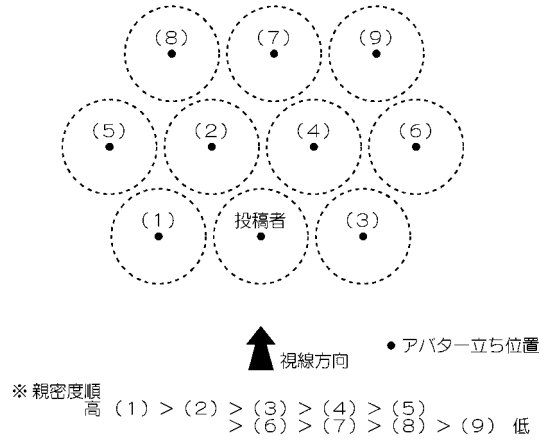 (8) (7) (9)
(5) (2) (4) (6)
(1) 投稿者 (3)
視線方向
●アバター立ち位置
※親密度順
高 (1) > (2) > (3) > (4) > (5)
> (6) > (7) > (8) > (9) 低